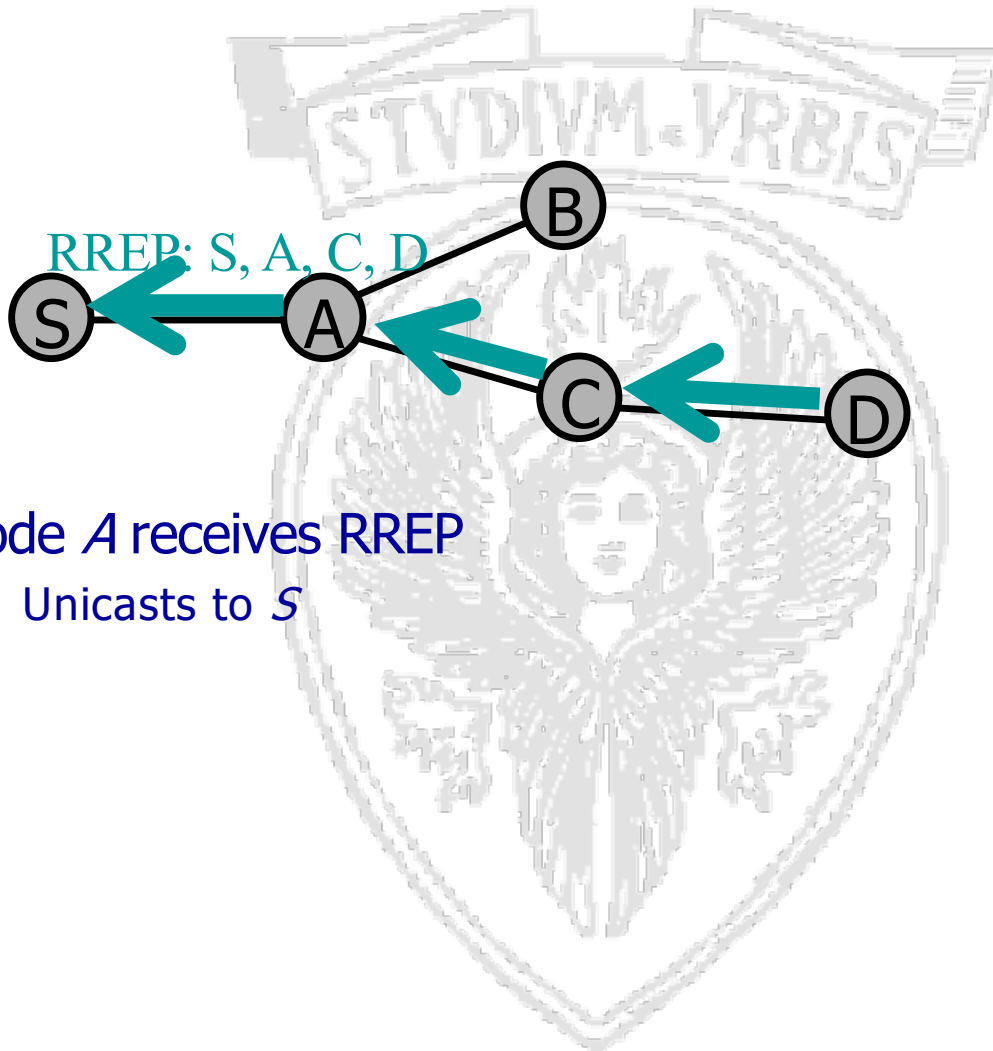 STVDIVM VRBIS
B
RREP: S, A, C, D
S
A
C
D
ode A receives RREP
Unicasts to S